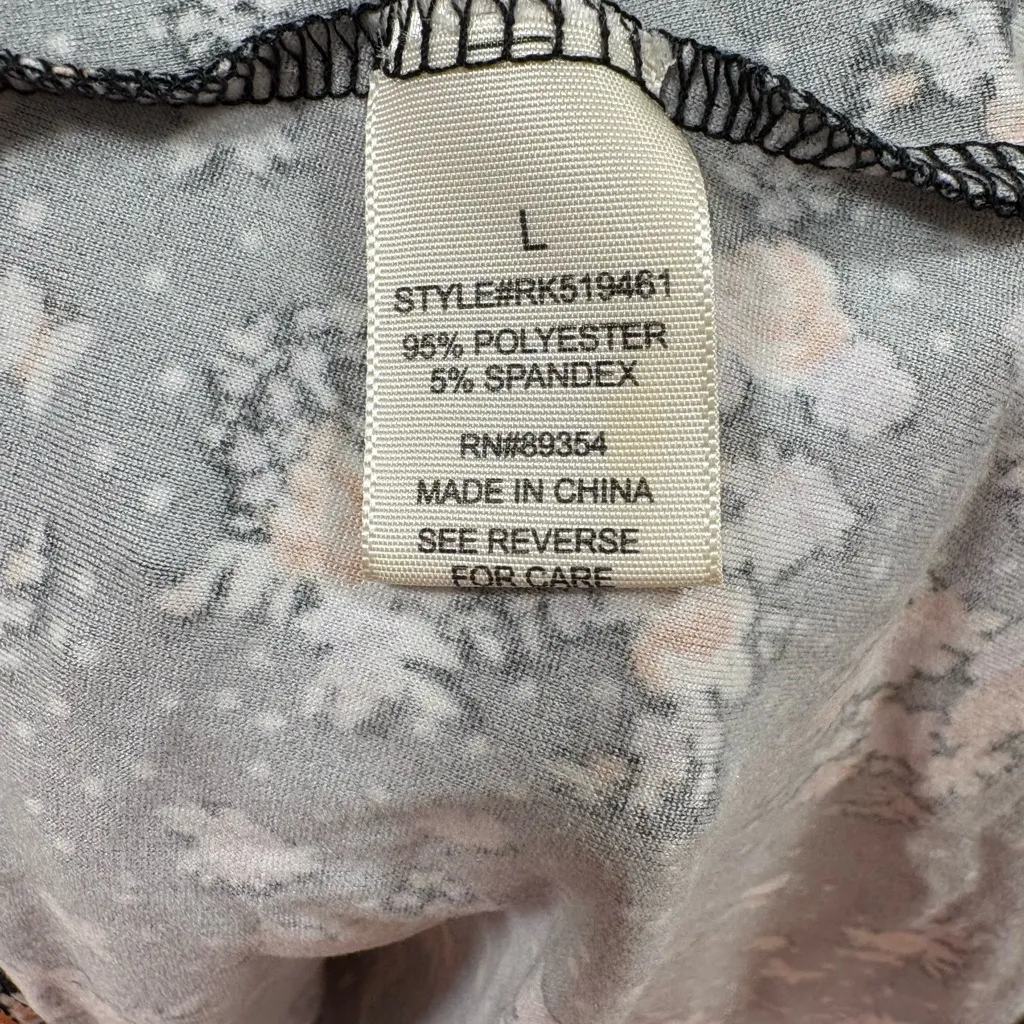 L
STYLE#RK519461
95% POLYESTER
5% SPANDEX
RN#89354
MADE IN CHINA
SEE REVERSE
FOR CARE